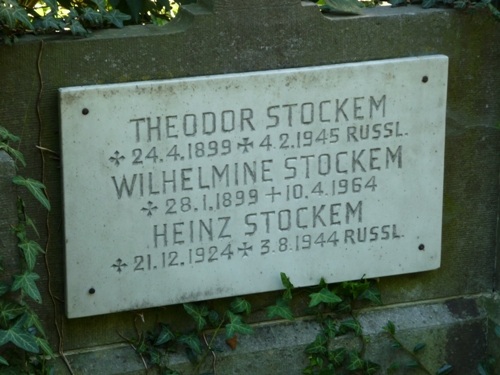 THEODOR STOCKEM
✣ 24.4.1899 ✠ 4.2.1945 RUSSL.
WILHELMINE STOCKEM
✣ 28.1.1899 + 10.4.1964
HEINZ STOCKEM
✣ 21.12.1924 ✠ 3.8.1944 RUSSL.